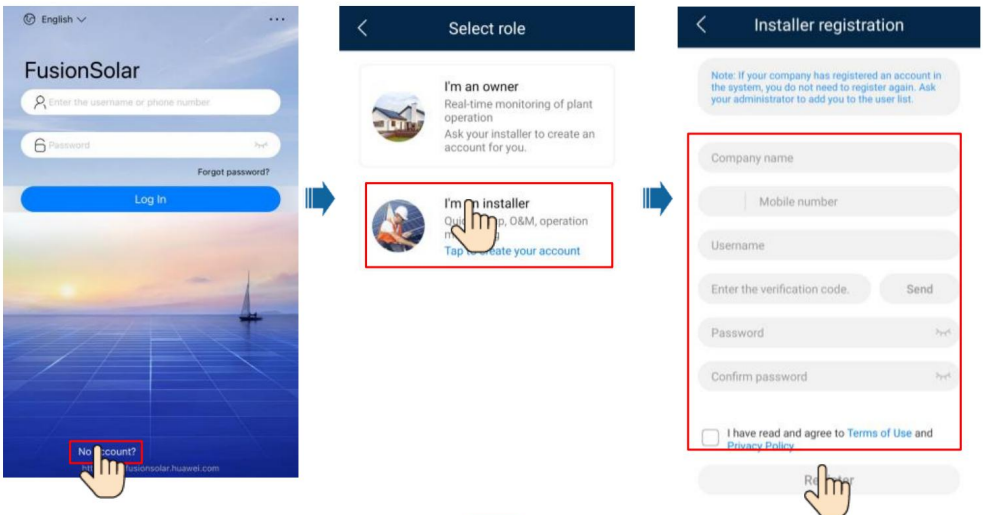 English
FusionSolar
Enter the username or phone number
Password
Forgot password?
Log In
No account?
fusionsolar.huawei.com
Select role
I'm an owner
Real-time monitoring of plant
operation
Ask your installer to create an
account for you.
I'm an installer
O&M, operation
Tap to create your account
Installer registration
Note: If your company has registered an account in
the system, you do not need to register again. Ask
your administrator to add you to the user list.
Company name
Mobile number
Username
Enter the verification code.
Send
Password
Confirm password
I have read and agree to Terms of Use and
Privacy Policy
Register